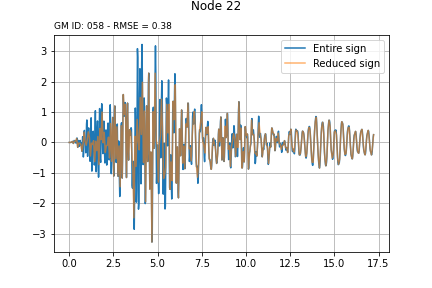 Node 22
GM ID: 058 - RMSE = 0.38
Entire sign
Reduced sign
3
2
1
0
−1
−2
−3
0.0 2.5 5.0 7.5 10.0 12.5 15.0 17.5